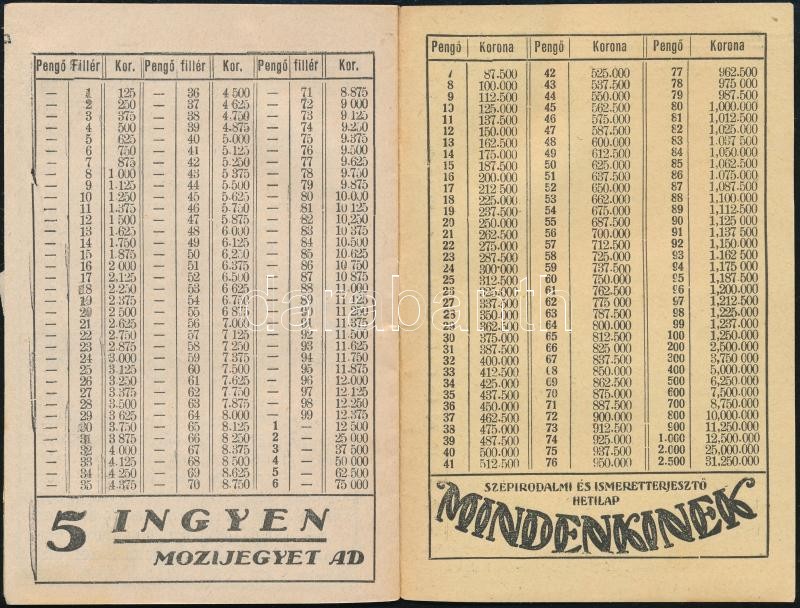 Pengő Fillér Kor. Pengő fillér Kor. Pengő fillér Kor.
— 1 125 — 36 4 500 — 71 8.875
— 2 250 — 37 4 625 — 72 9 000
— 3 375 — 38 4.750 — 73 9 125
— 4 500 — 39 4.875 — 74 9.250
— 5 625 — 40 5.000 — 75 9.375
— 6 750 — 41 5.125 — 76 9.500
— 7 875 — 42 5.250 — 77 9.625
— 8 1 000 — 43 5 375 — 78 9.750
— 9 1.125 — 44 5.500 — 79 9.875
— 10 1.250 — 45 5.625 — 80 10.000
— 11 1.375 — 46 5.750 — 81 10 125
— 12 1 500 — 47 5.875 — 82 10,250
— 13 1.625 — 48 6.000 — 83 10 375
— 14 1.750 — 49 6.125 — 84 10.500
— 15 1.875 — 50 6.250 — 85 10.625
— 16 2 000 — 51 6.375 — 86 10 750
— 17 2.125 — 52 6.500 — 87 10 875
— 18 2.250 — 53 6.625 — 88 11.000
— 19 2.375 — 54 6.750 — 89 11 125
— 20 2 500 — 55 6.875 — 90 11 250
— 21 2.625 — 56 7.000 — 91 11.375
— 22 2.750 — 57 7 125 — 92 11.500
— 23 2 875 — 58 7 250 — 93 11.625
— 24 3.000 — 59 7 375 — 94 11 750
— 25 3.125 — 60 7.500 — 95 11.875
— 26 3.250 — 61 7.625 — 96 12.000
— 27 3.375 — 62 7.750 — 97 12.125
— 28 3.500 — 63 7.875 — 98 12.250
— 29 3.625 — 64 8.000 — 99 12.375
— 30 3.750 — 65 8.125 1 — 12 500
— 31 3 875 — 66 8 250 2 — 25 000
— 32 4.000 — 67 8.375 3 — 37 500
— 33 4.125 — 68 8 500 4 — 50 000
— 34 4 250 — 69 8.625 5 — 62 500
— 35 4 375 — 70 8.750 6 — 75 000
5 INGYEN
MOZIJEGYET AD
Pengő Korona Pengő Korona Pengő Korona
7 87.500 42 525.000 77 962.500
8 100.000 43 537.500 78 975 000
9 112.500 44 550.000 79 987.500
10 125.000 45 562.500 80 1,000.000
11 137.500 46 575.000 81 1,012.500
12 150.000 47 587.500 82 1,025.000
13 162.500 48 600.000 83 1.037 500
14 175.000 49 612.500 84 1,050.000
15 187.500 50 625.000 85 1,062.500
16 200.000 51 637.500 86 1.075.000
17 212 500 52 650.000 87 1,087.500
18 225.000 53 662.000 88 1,100.000
19 237.500 54 675.000 89 1,112.500
20 250.000 55 687.500 90 1,125 000
21 262.500 56 700.000 91 1,137 500
22 275.000 57 712.500 92 1,150.000
23 287.500 58 725.000 93 1.162 500
24 300.000 59 737.500 94 1,175 000
25 312.500 60 750.000 95 1,187.500
26 325.000 61 762.500 96 1,200.000
27 337.500 62 775 000 97 1,212.500
28 350.000 63 787.500 98 1,225.000
29 362.500 64 800.000 99 1,237.000
30 375.000 65 812.500 100 1,250.000
31 387.500 66 825.000 200 2,500.000
32 400.000 67 837 500 300 3,750 000
33 412.500 68 850.000 400 5,000.000
34 425.000 69 862.500 500 6,250.000
35 437.500 70 875.000 600 7,500.000
36 450.000 71 887.500 700 8,750.000
37 462.500 72 900.000 800 10,000.000
38 475.000 73 912.500 900 11,250.000
39 487.500 74 925.000 1.000 12,500.000
40 500.000 75 937.500 2.000 25,000.000
41 512.500 76 950.000 2.500 31,250.000
SZÉPIRODALMI ÉS ISMERETTERJESZTŐ
HETILAP
MINDENKINEK
darabanth